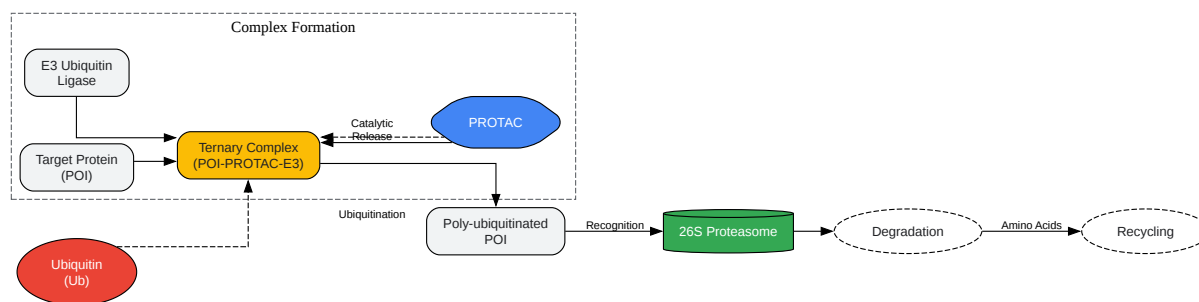 Complex Formation
E3 Ubiquitin
Ligase
PROTAC
Catalytic
Release
Ternary Complex
(POI-PROTAC-E3)
Target Protein
(POI)
Ubiquitination
Poly-ubiquitinated
POI
Recognition
26S Proteasome
Degradation
Amino Acids
Recycling
Ubiquitin
(Ub)